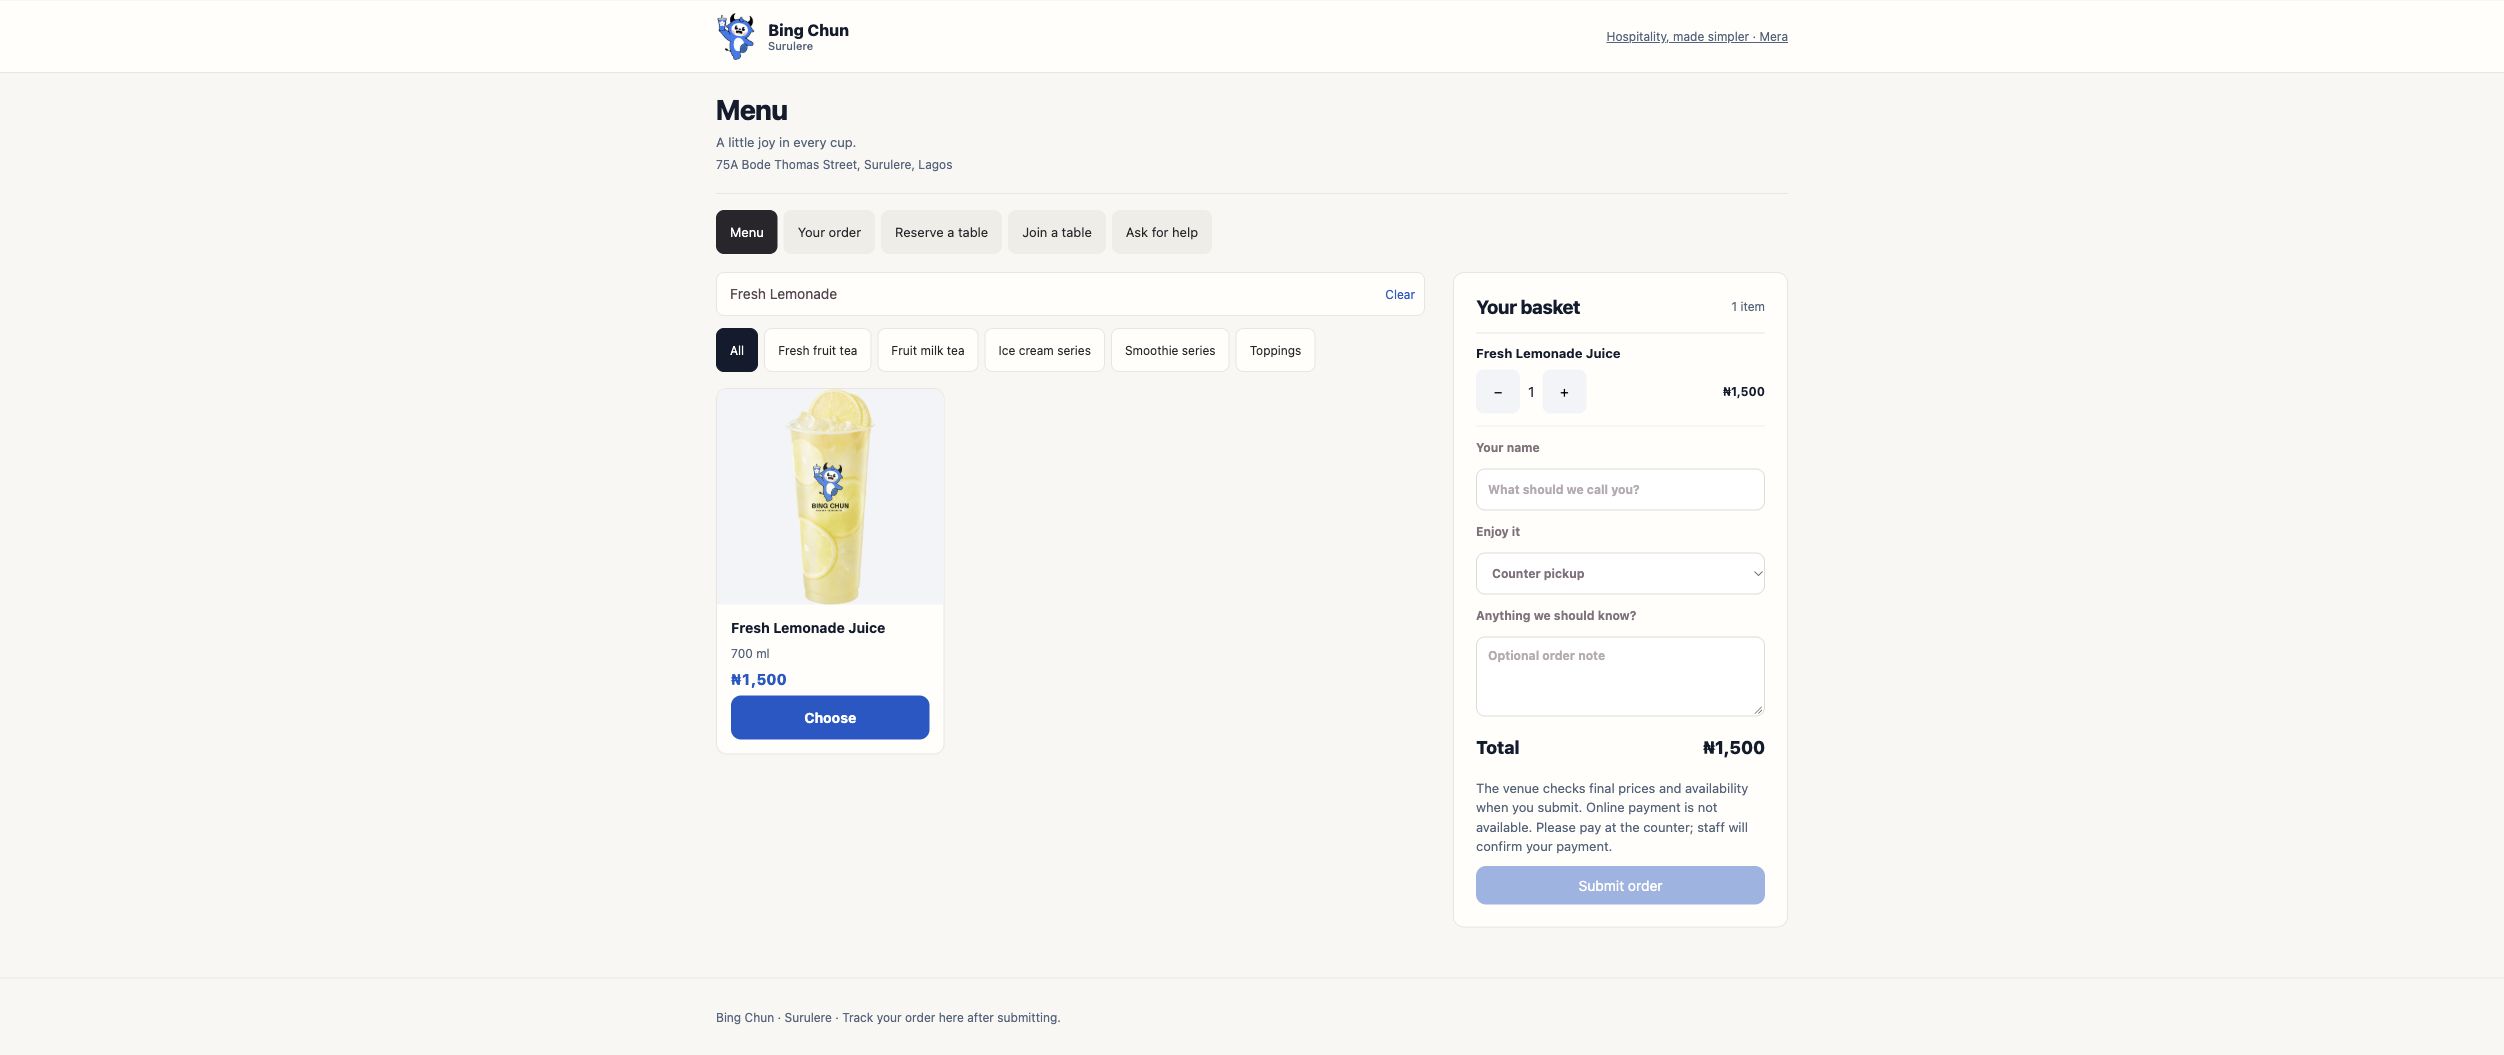 Bing Chun
Surulere
Hospitality, made simpler · Mera
Menu
A little joy in every cup.
75A Bode Thomas Street, Surulere, Lagos
Menu
Your order
Reserve a table
Join a table
Ask for help
Fresh Lemonade
Clear
All
Fresh fruit tea
Fruit milk tea
Ice cream series
Smoothie series
Toppings
BING CHUN
Fresh Lemonade Juice
700 ml
₦1,500
Choose
Your basket
1 item
Fresh Lemonade Juice
− 1 +
₦1,500
Your name
What should we call you?
Enjoy it
Counter pickup
Anything we should know?
Optional order note
Total
₦1,500
The venue checks final prices and availability
when you submit. Online payment is not
available. Please pay at the counter; staff will
confirm your payment.
Submit order
Bing Chun · Surulere · Track your order here after submitting.